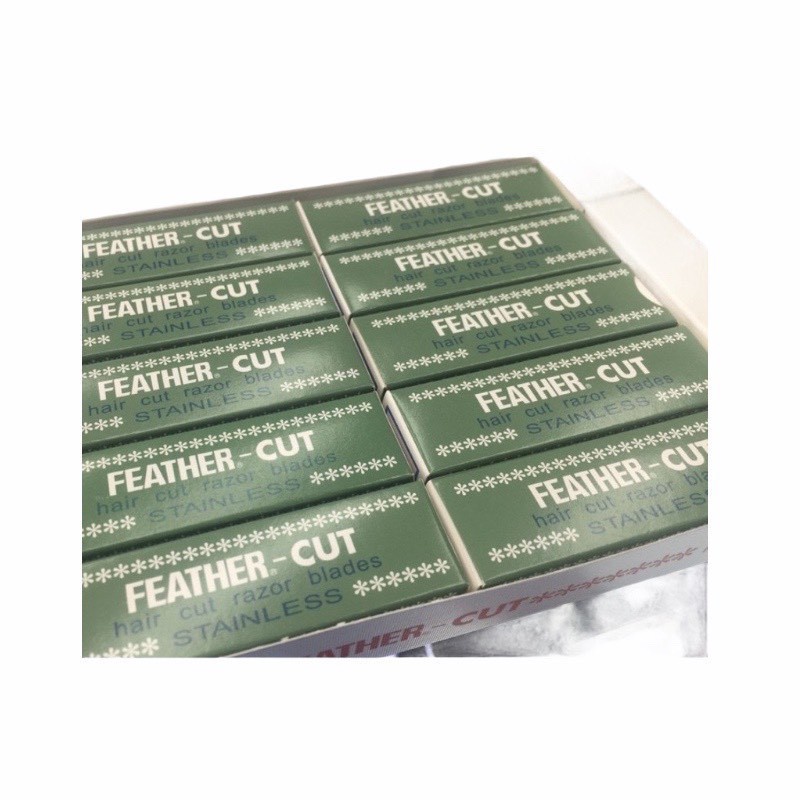 FEATHER-CUT
hair cut razor blades
****** STAINLESS ******
FEATHER-CUT
hair cut razor blades
****** STAINLESS ******
FEATHER-CUT
hair cut razor blades
****** STAINLESS ******
FEATHER-CUT
hair cut razor blades
****** STAINLESS ******
FEATHER-CUT
hair cut razor blades
****** STAINLESS ******
FEATHER-CUT
hair cut razor blades
****** STAINLESS
FEATHER-CUT
hair cut razor blades
****** STAINLESS
FEATHER-CUT
hair cut razor blades
****** STAINLESS
FEATHER-CUT
hair cut razor blades
****** STAINLESS
FEATHER-CUT
hair cut razor
****** STAINLESS
FEATHER-CUT